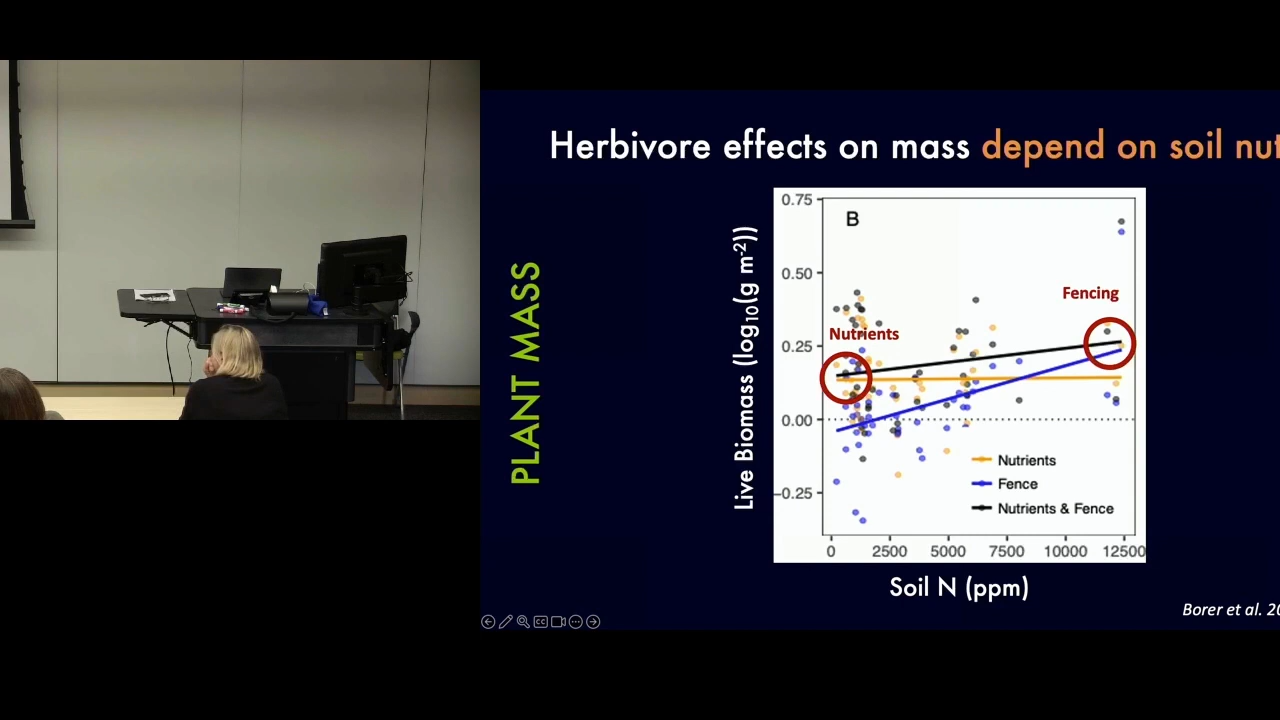 Herbivore effects on mass depend on soil
PLANT MASS
Live Biomass (log10(g m-2))
0.75
0.50
0.25
0.00
−0.25
B
Fencing
Nutrients
Nutrients
Fence
Nutrients & Fence
0 2500 5000 7500 10000 12500
Soil N (ppm)
Borer et al.